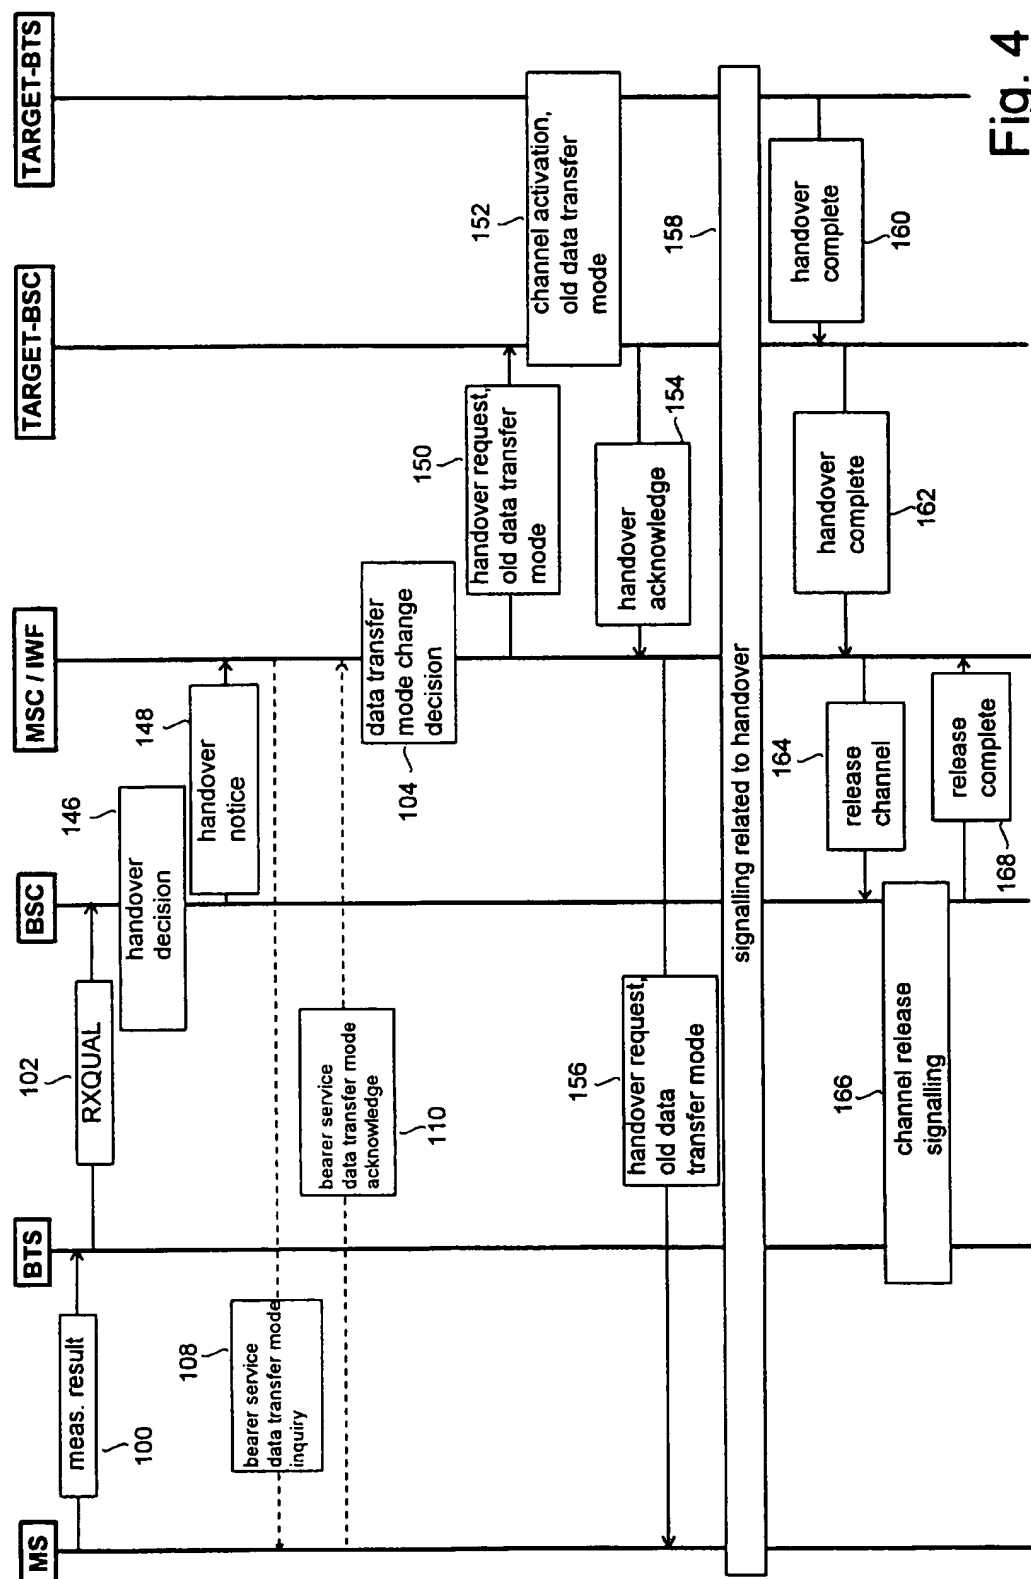 MS
BTS
BSC
MSC / IWF
TARGET-BSC
TARGET-BTS
meas. result
100
RXQUAL
102
handover
decision
146
handover
notice
148
bearer service
data transfer mode
inquiry
108
bearer service
data transfer mode
acknowledge
110
data transfer
mode change
decision
104
handover request,
old data transfer
mode
150
channel activation,
old data transfer
mode
152
handover
acknowledge
154
handover request,
old data
transfer mode
156
signalling related to handover
158
handover
complete
160
handover
complete
162
release
channel
164
channel release
signalling
166
release
complete
168
Fig. 4